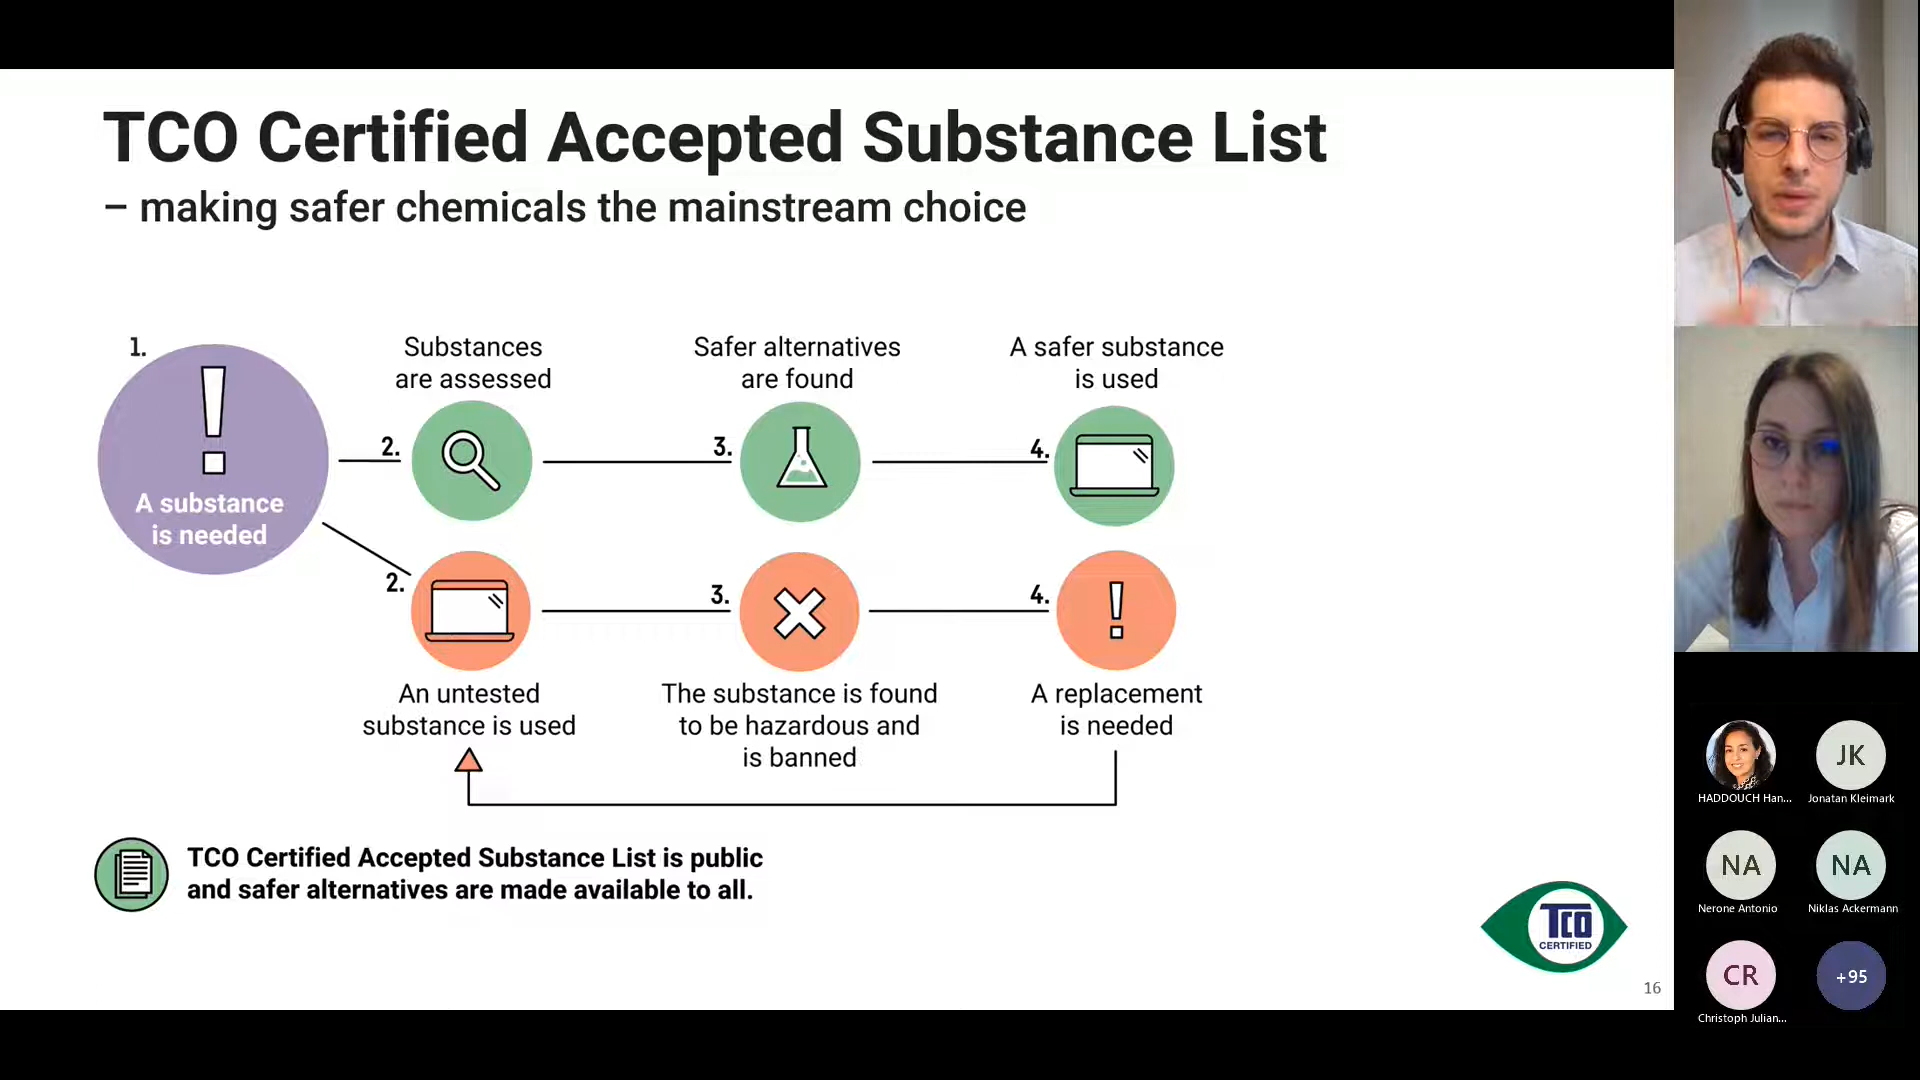 TCO Certified Accepted Substance List
– making safer chemicals the mainstream choice
1.
A substance
is needed
2.
Substances
are assessed
3.
Safer alternatives
are found
4.
A safer substance
is used
2.
An untested
substance is used
3.
The substance is found
to be hazardous and
is banned
4.
A replacement
is needed
TCO Certified Accepted Substance List is public
and safer alternatives are made available to all.
TCO
CERTIFIED
16
HADDOUCH Han...
JK
Jonatan Kleimark
NA
Nerone Antonio
NA
Niklas Ackermann
CR
Christoph Julian...
+95